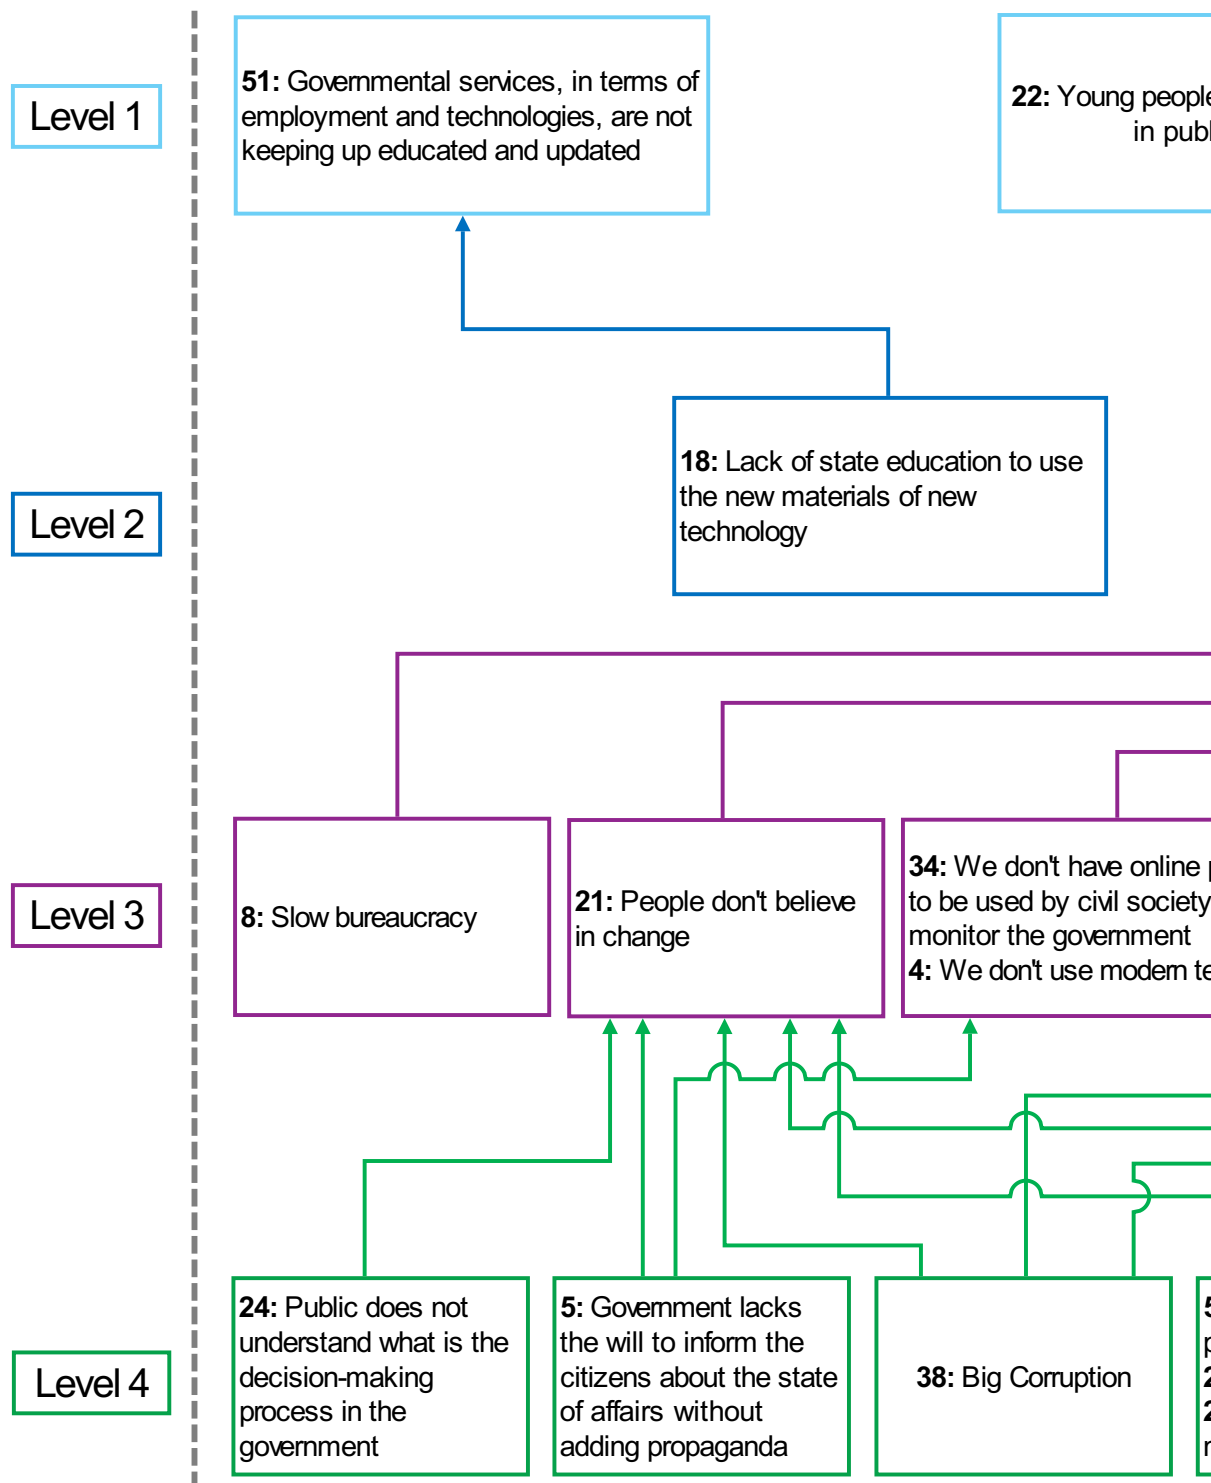 Level 1
51: Governmental services, in terms of
employment and technologies, are not
keeping up educated and updated
22: Young people
in publ
Level 2
18: Lack of state education to use
the new materials of new
technology
Level 3
8: Slow bureaucracy
21: People don't believe
in change
34: We don't have online p
to be used by civil society
monitor the government
4: We don't use modern te
Level 4
24: Public does not
understand what is the
decision-making
process in the
government
5: Government lacks
the will to inform the
citizens about the state
of affairs without
adding propaganda
38: Big Corruption
5
p
2
2
r